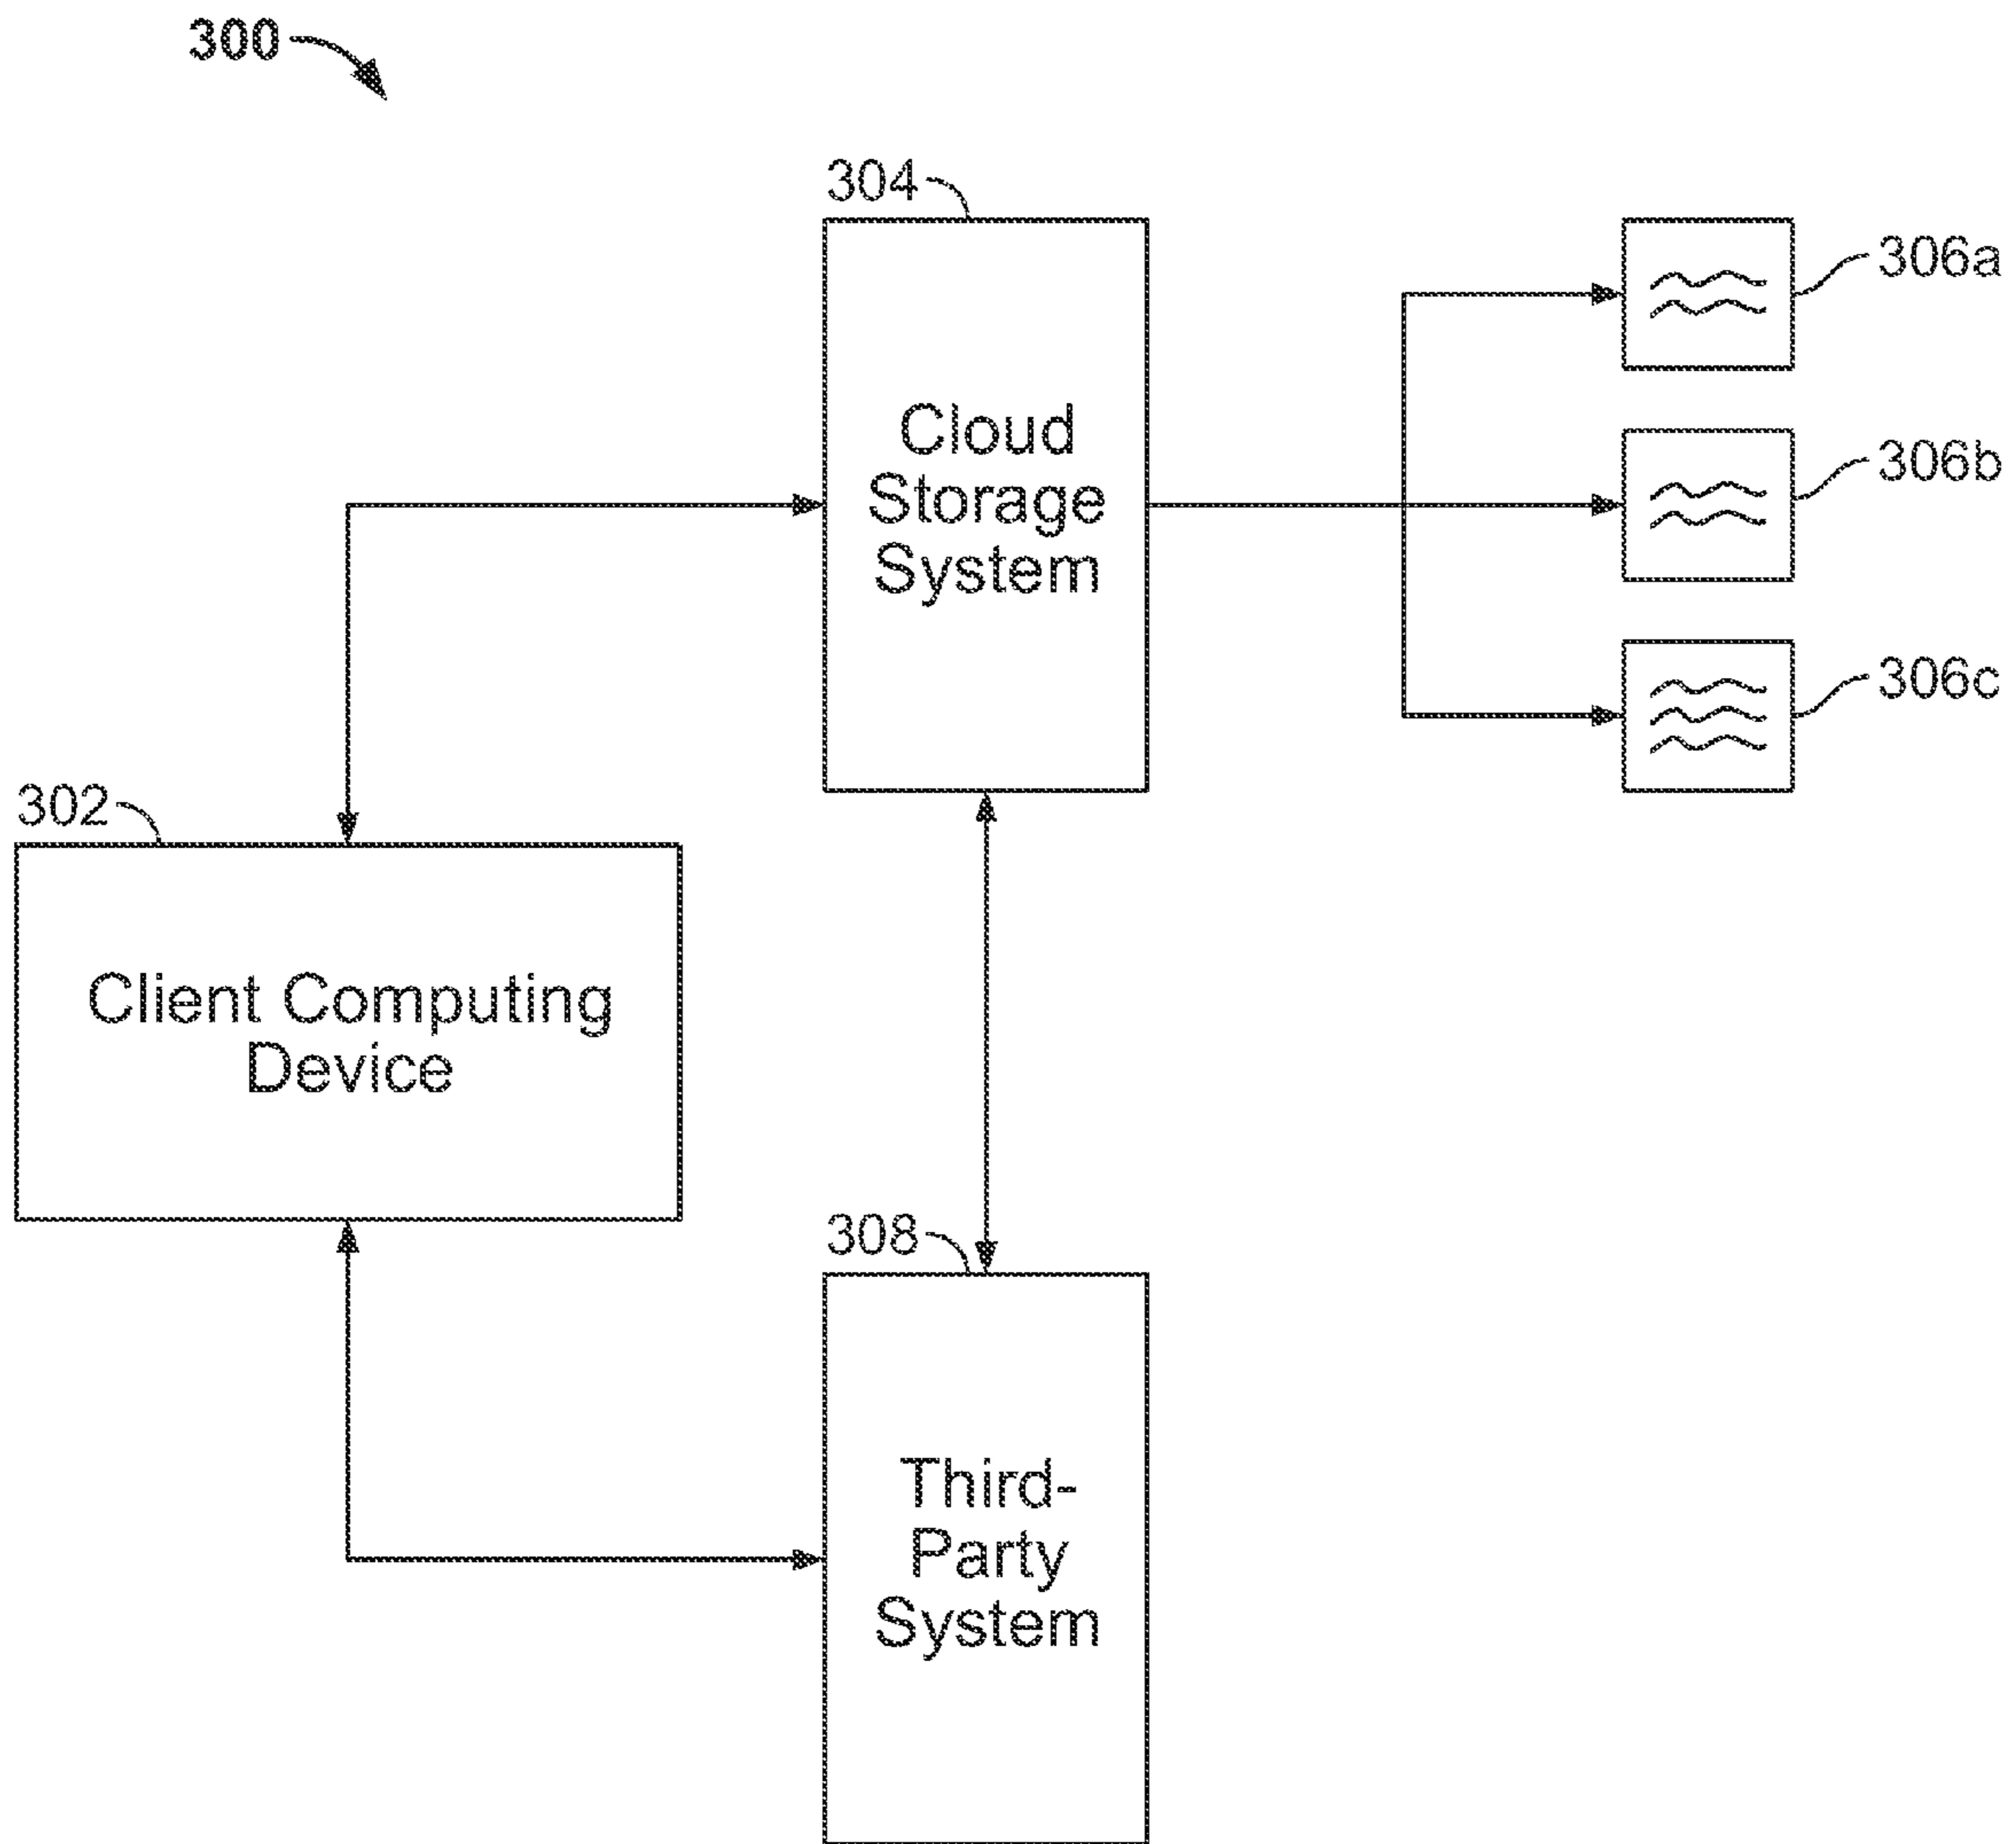 300
304
306a
Cloud
Storage
System
306b
306c
302
Client Computing
Device
308
Third-
Party
System